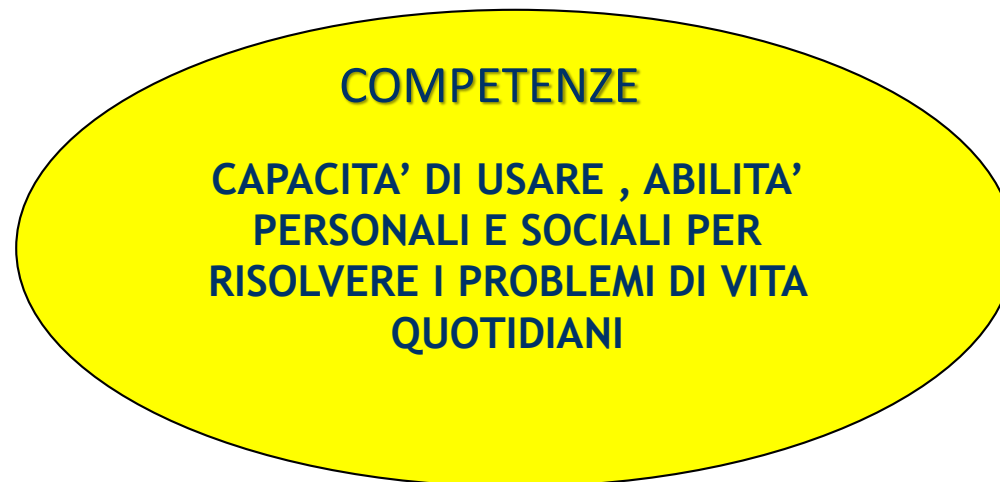 COMPETENZE
CAPACITA’ DI USARE , ABILITA’
PERSONALI E SOCIALI PER
RISOLVERE I PROBLEMI DI VITA
QUOTIDIANI